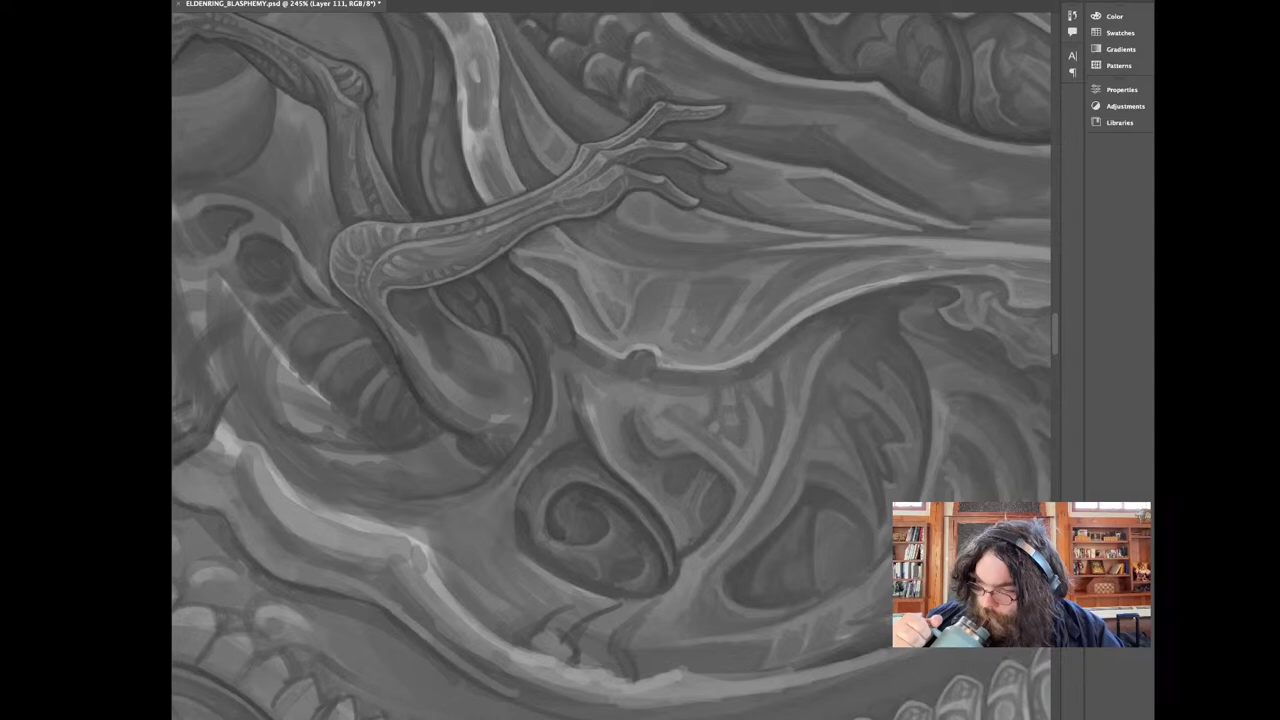 × ELDENRING_BLASPHEMY.psd @ 245% (Layer 111, RGB/8*) *
Color
Swatches
Gradients
Patterns
Properties
Adjustments
Libraries